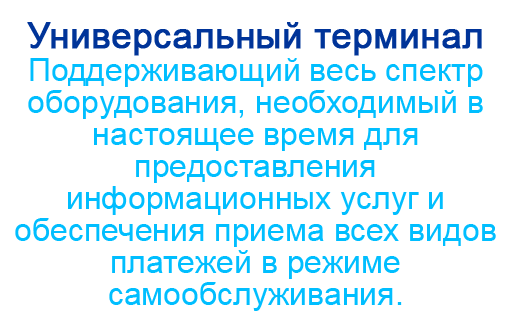 Универсальный терминал
Поддерживающий весь спектр
оборудования, необходимый в
настоящее время для
предоставления
информационных услуг и
обеспечения приема всех видов
платежей в режиме
самообслуживания.